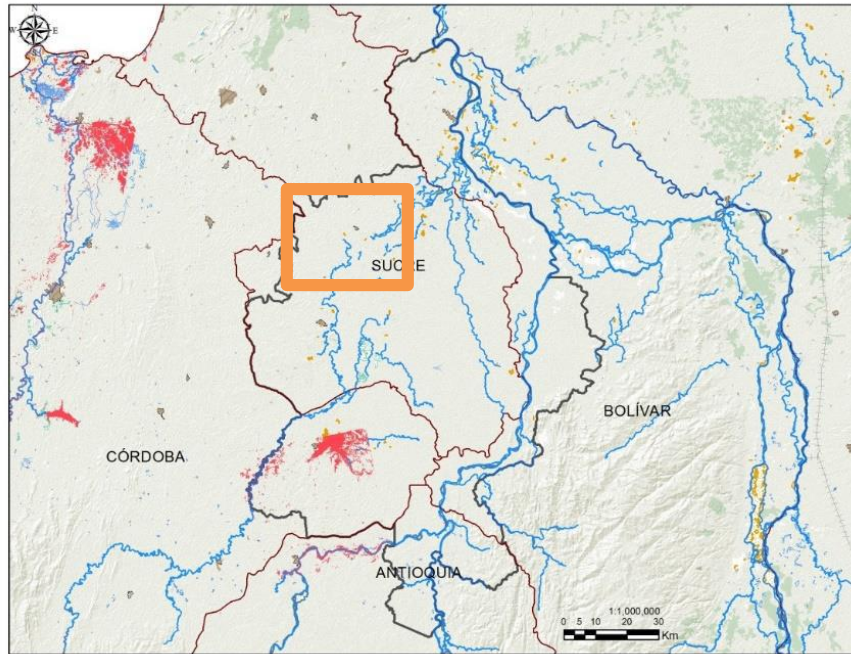 N
W E
S
SUCRE
BOLÍVAR
CÓRDOBA
ANTIOQUIA
1:1,000,000
0 5 10 20 30
Km